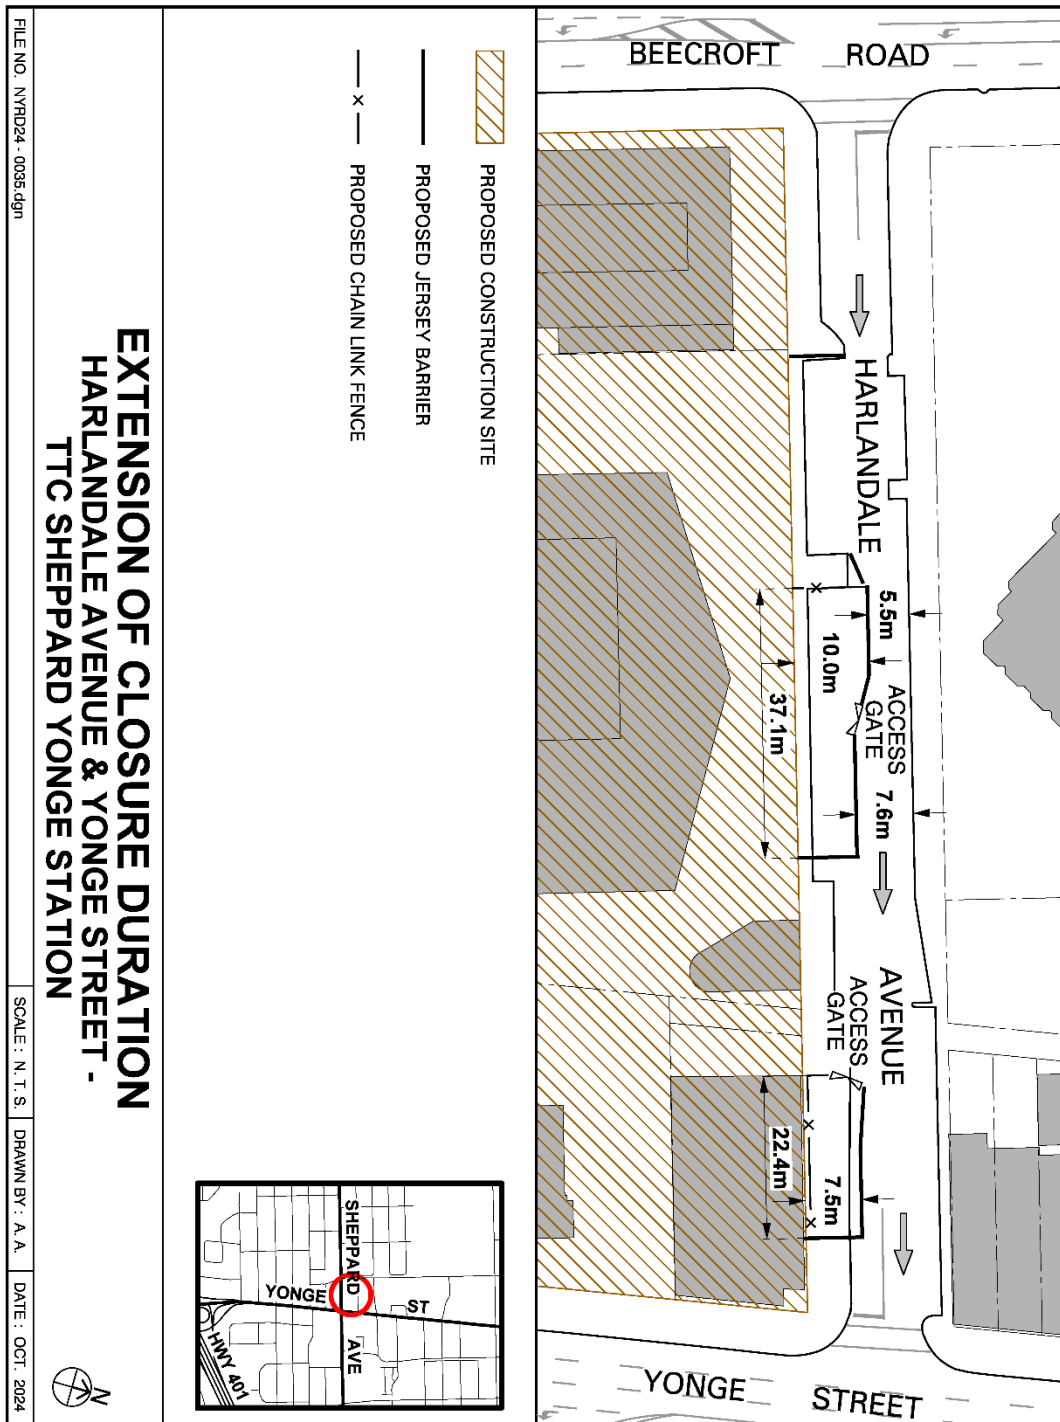 BEECROFT ROAD
HARLANDALE AVENUE
5.5m
10.0m
37.1m
ACCESS
GATE
7.6m
ACCESS
GATE
22.4m
7.5m
YONGE STREET
PROPOSED CONSTRUCTION SITE
PROPOSED JERSEY BARRIER
PROPOSED CHAIN LINK FENCE
SHEPPARD AVE
YONGE ST
HWY 401
N
EXTENSION OF CLOSURE DURATION
HARLANDALE AVENUE & YONGE STREET -
TTC SHEPPARD YONGE STATION
FILE NO. NYRD24 - 0035.dgn
SCALE : N. T. S.
DRAWN BY : A. A.
DATE : OCT. 2024